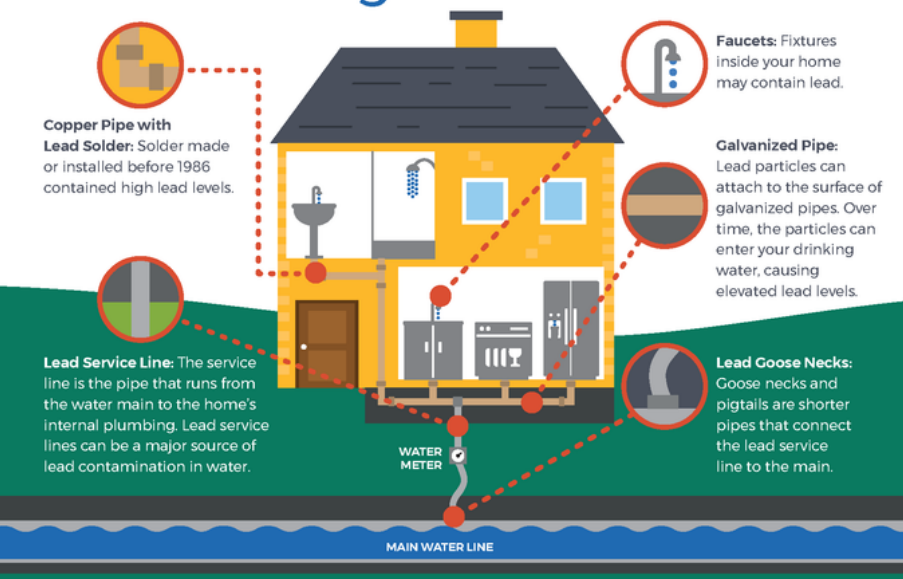 Copper Pipe with
Lead Solder: Solder made
or installed before 1986
contained high lead levels.
Lead Service Line: The service
line is the pipe that runs from
the water main to the home's
internal plumbing. Lead service
lines can be a major source of
lead contamination in water.
Faucets: Fixtures
inside your home
may contain lead.
Galvanized Pipe:
Lead particles can
attach to the surface of
galvanized pipes. Over
time, the particles can
enter your drinking
water, causing
elevated lead levels.
Lead Goose Necks:
Goose necks and
pigtails are shorter
pipes that connect
the lead service
line to the main.
WATER
METER
MAIN WATER LINE